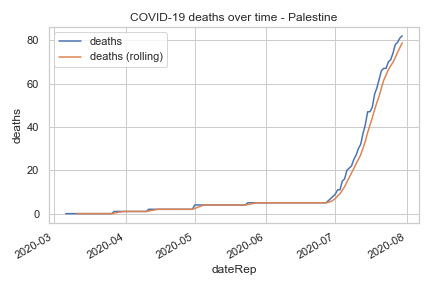 COVID-19 deaths over time - Palestine
deaths
deaths (rolling)
80
60
40
20
0
deaths
2020-03
2020-04
2020-05
2020-06
2020-07
2020-08
dateRep